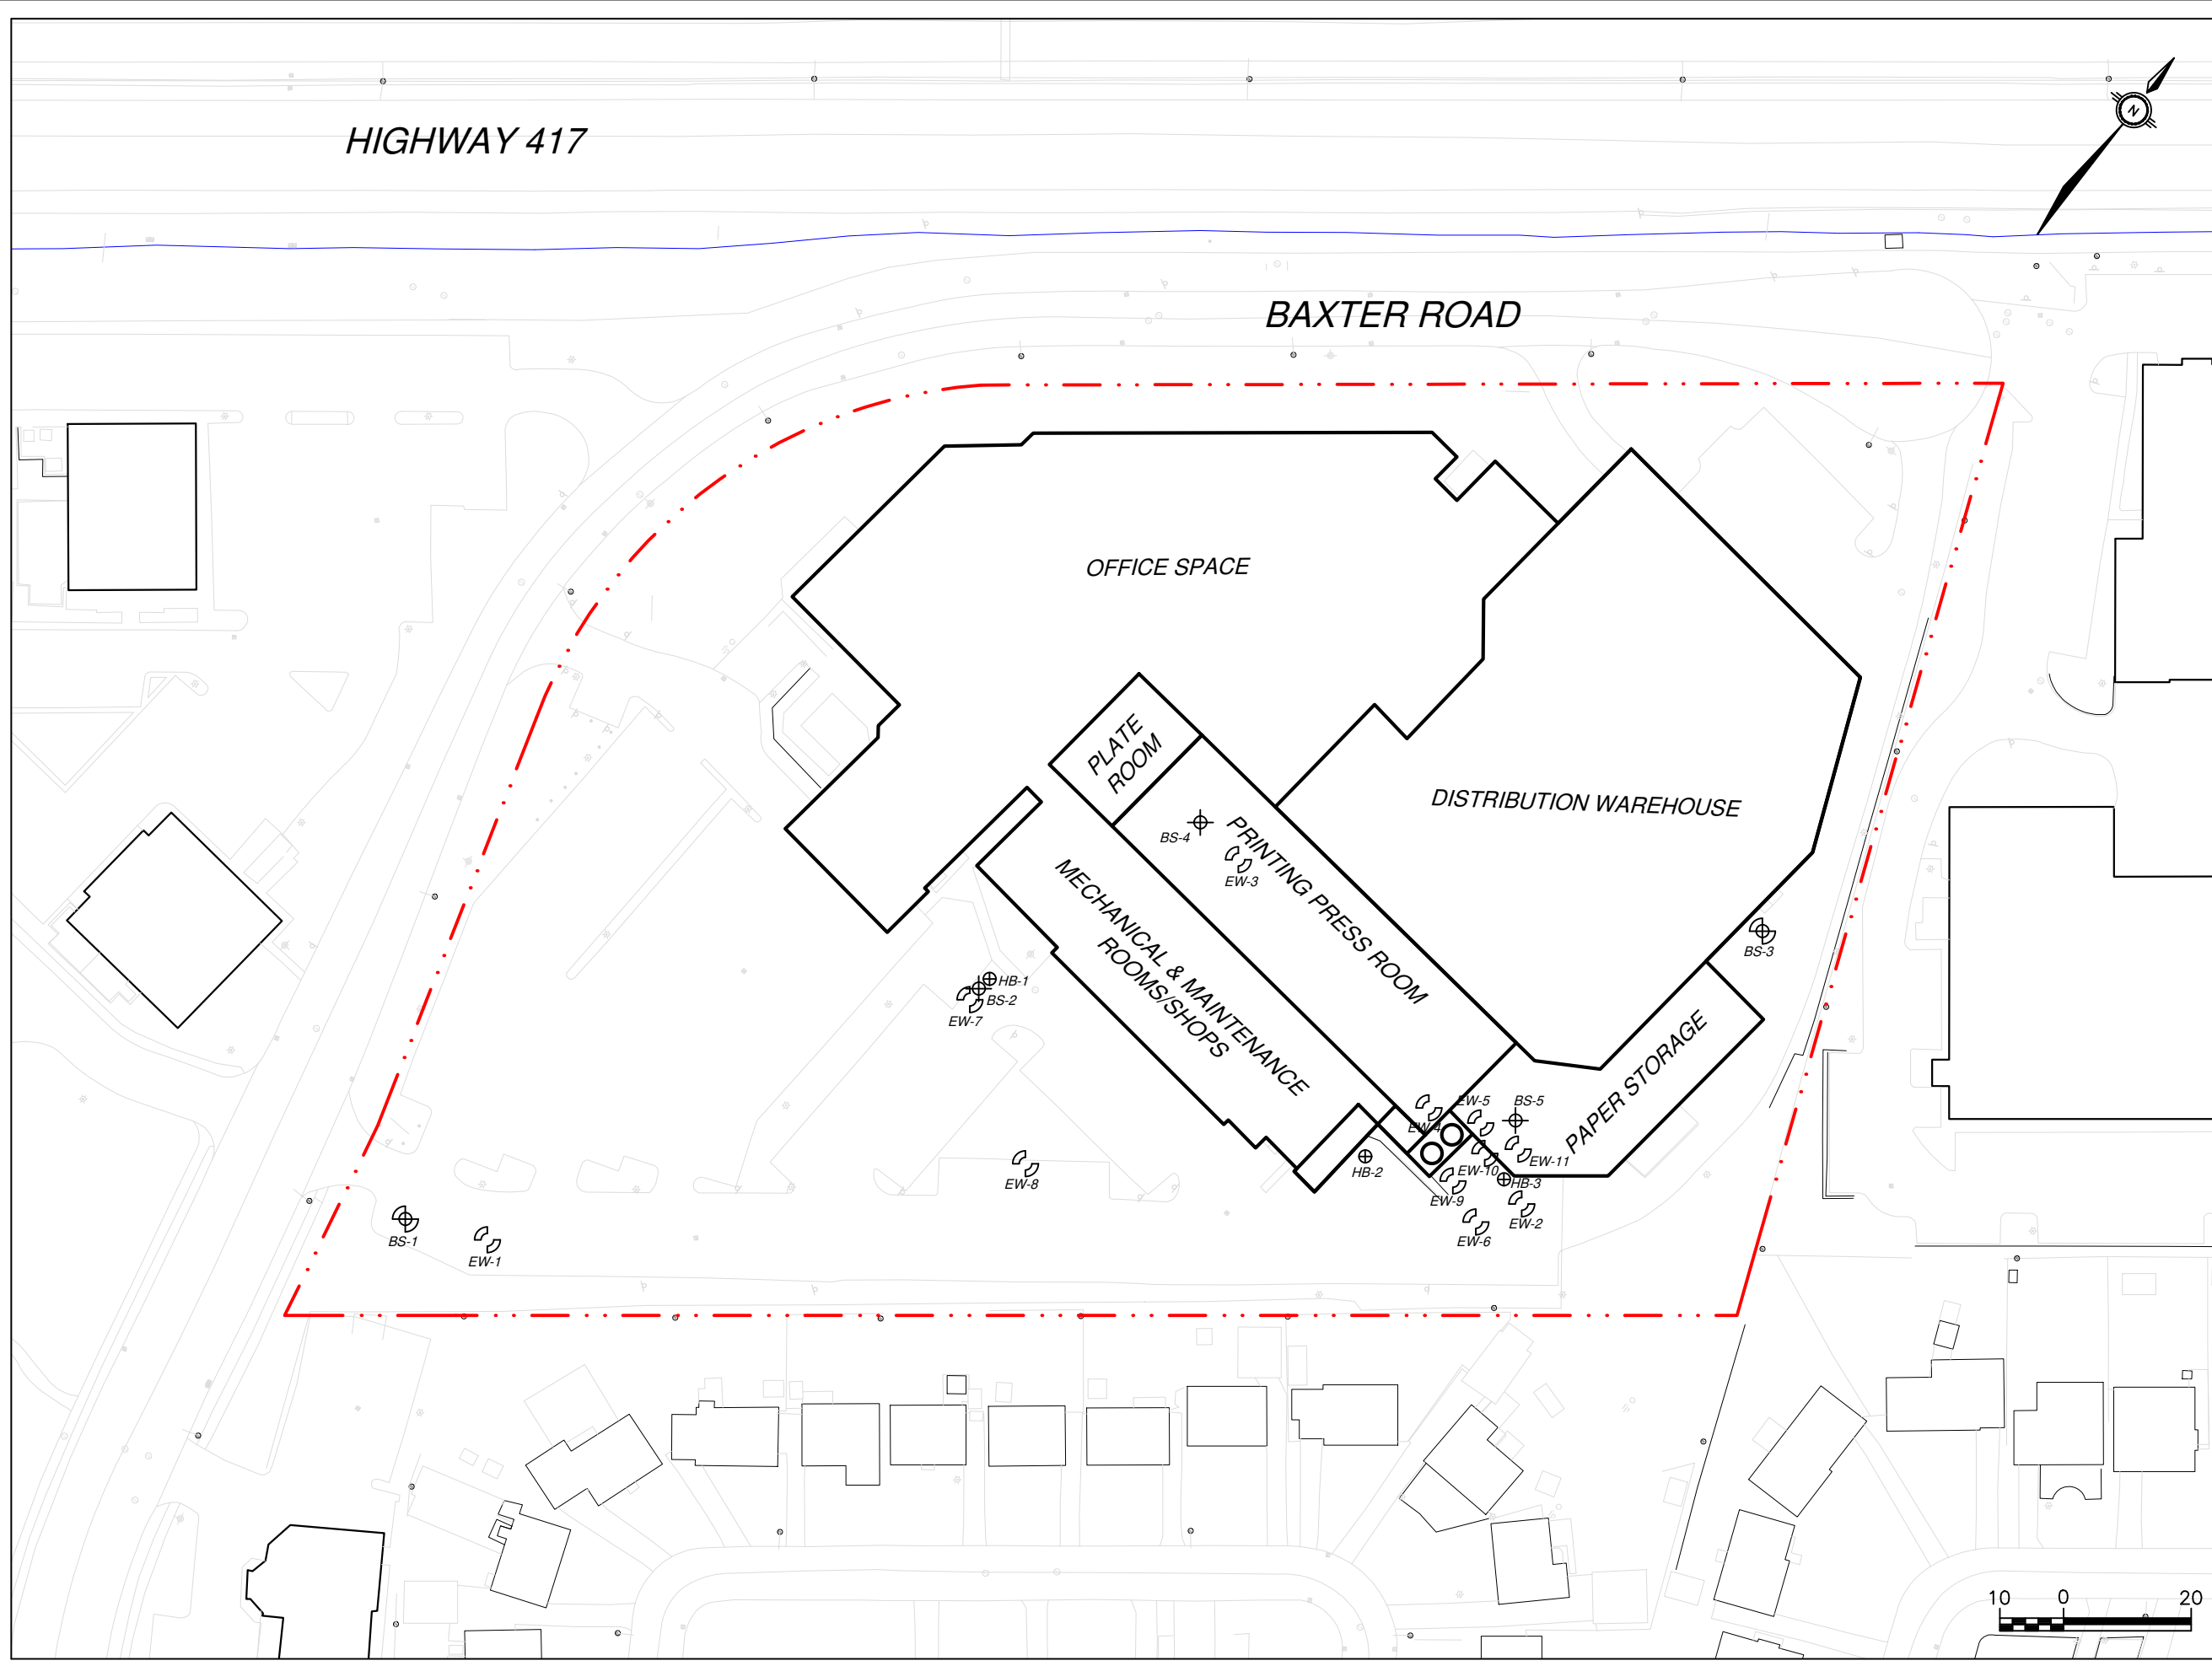 HIGHWAY 417
N
BAXTER ROAD
OFFICE SPACE
PLATE
ROOM
DISTRIBUTION WAREHOUSE
BS-4
PRINTING PRESS ROOM
EW-3
MECHANICAL & MAINTENANCE
ROOMS/SHOPS
BS-3
HB-1
BS-2
EW-7
PAPER STORAGE
EW-5
BS-5
EW-4
EW-11
EW-10
HB-2
HB-3
EW-8
EW-9
EW-2
BS-1
EW-6
EW-1
10 0 20